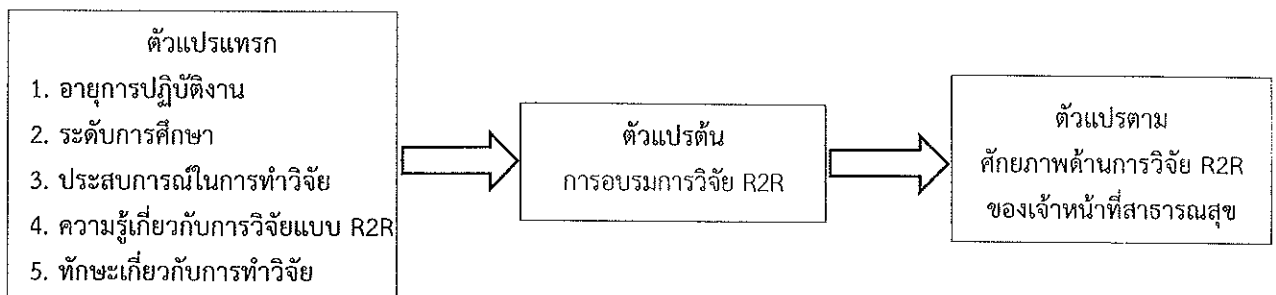 ตัวแปรแทรก
1. อายุการปฏิบัติงาน
2. ระดับการศึกษา
3. ประสบการณ์ในการทำวิจัย
4. ความรู้เกี่ยวกับการวิจัยแบบ R2R
5. ทักษะเกี่ยวกับการทำวิจัย
ตัวแปรต้น
การอบรมการวิจัย R2R
ตัวแปรตาม
ศักยภาพด้านการวิจัย R2R
ของเจ้าหน้าที่สาธารณสุข